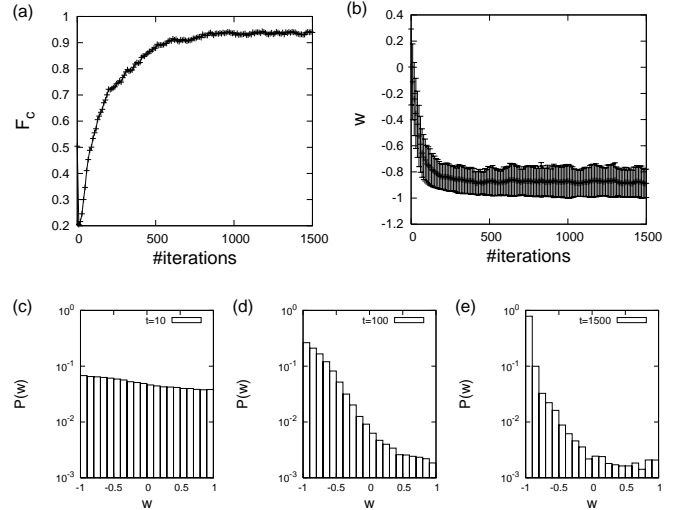 (a)
1
0.9
0.8
0.7
0.6
0.5
0.4
0.3
0.2
F_c
0 500 1000 1500
#iterations
(b)
0.4
0.2
0
-0.2
-0.4
-0.6
-0.8
-1
-1.2
w
0 500 1000 1500
#iterations
(c)
10^0
10^-1
10^-2
10^-3
P(w)
t=10
-1 -0.5 0 0.5 1
w
(d)
10^0
10^-1
10^-2
10^-3
P(w)
t=100
-1 -0.5 0 0.5 1
w
(e)
10^0
10^-1
10^-2
10^-3
P(w)
t=1500
-1 -0.5 0 0.5 1
w